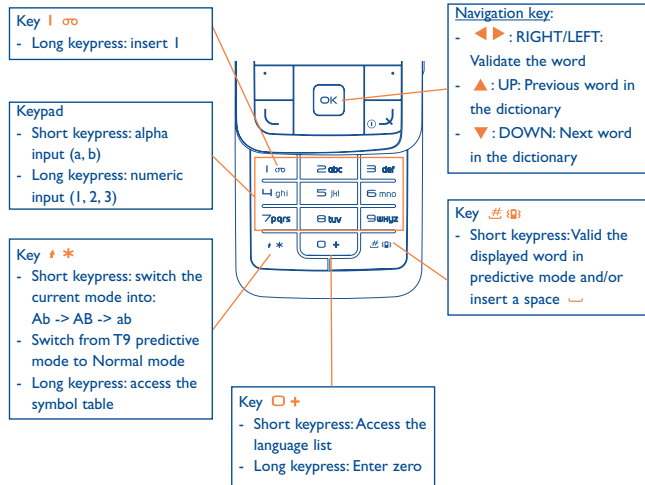 Key 1 ⚯
- Long keypress: insert 1
Keypad
- Short keypress: alpha
input (a, b)
- Long keypress: numeric
input (1, 2, 3)
Key *
- Short keypress: switch the
current mode into:
Ab -> AB -> ab
- Switch from T9 predictive
mode to Normal mode
- Long keypress: access the
symbol table
OK
1 ⚯ 2 abc 3 def
4 ghi 5 jkl 6 mno
7 pqrs 8 tuv 9 wxyz
* 0 + #
Key 0 +
- Short keypress: Access the
language list
- Long keypress: Enter zero
Navigation key:
- ◀ ▶ : RIGHT/LEFT:
Validate the word
- ▲ : UP: Previous word in
the dictionary
- ▼ : DOWN: Next word
in the dictionary
Key #
- Short keypress: Valid the
displayed word in
predictive mode and/or
insert a space ⎵